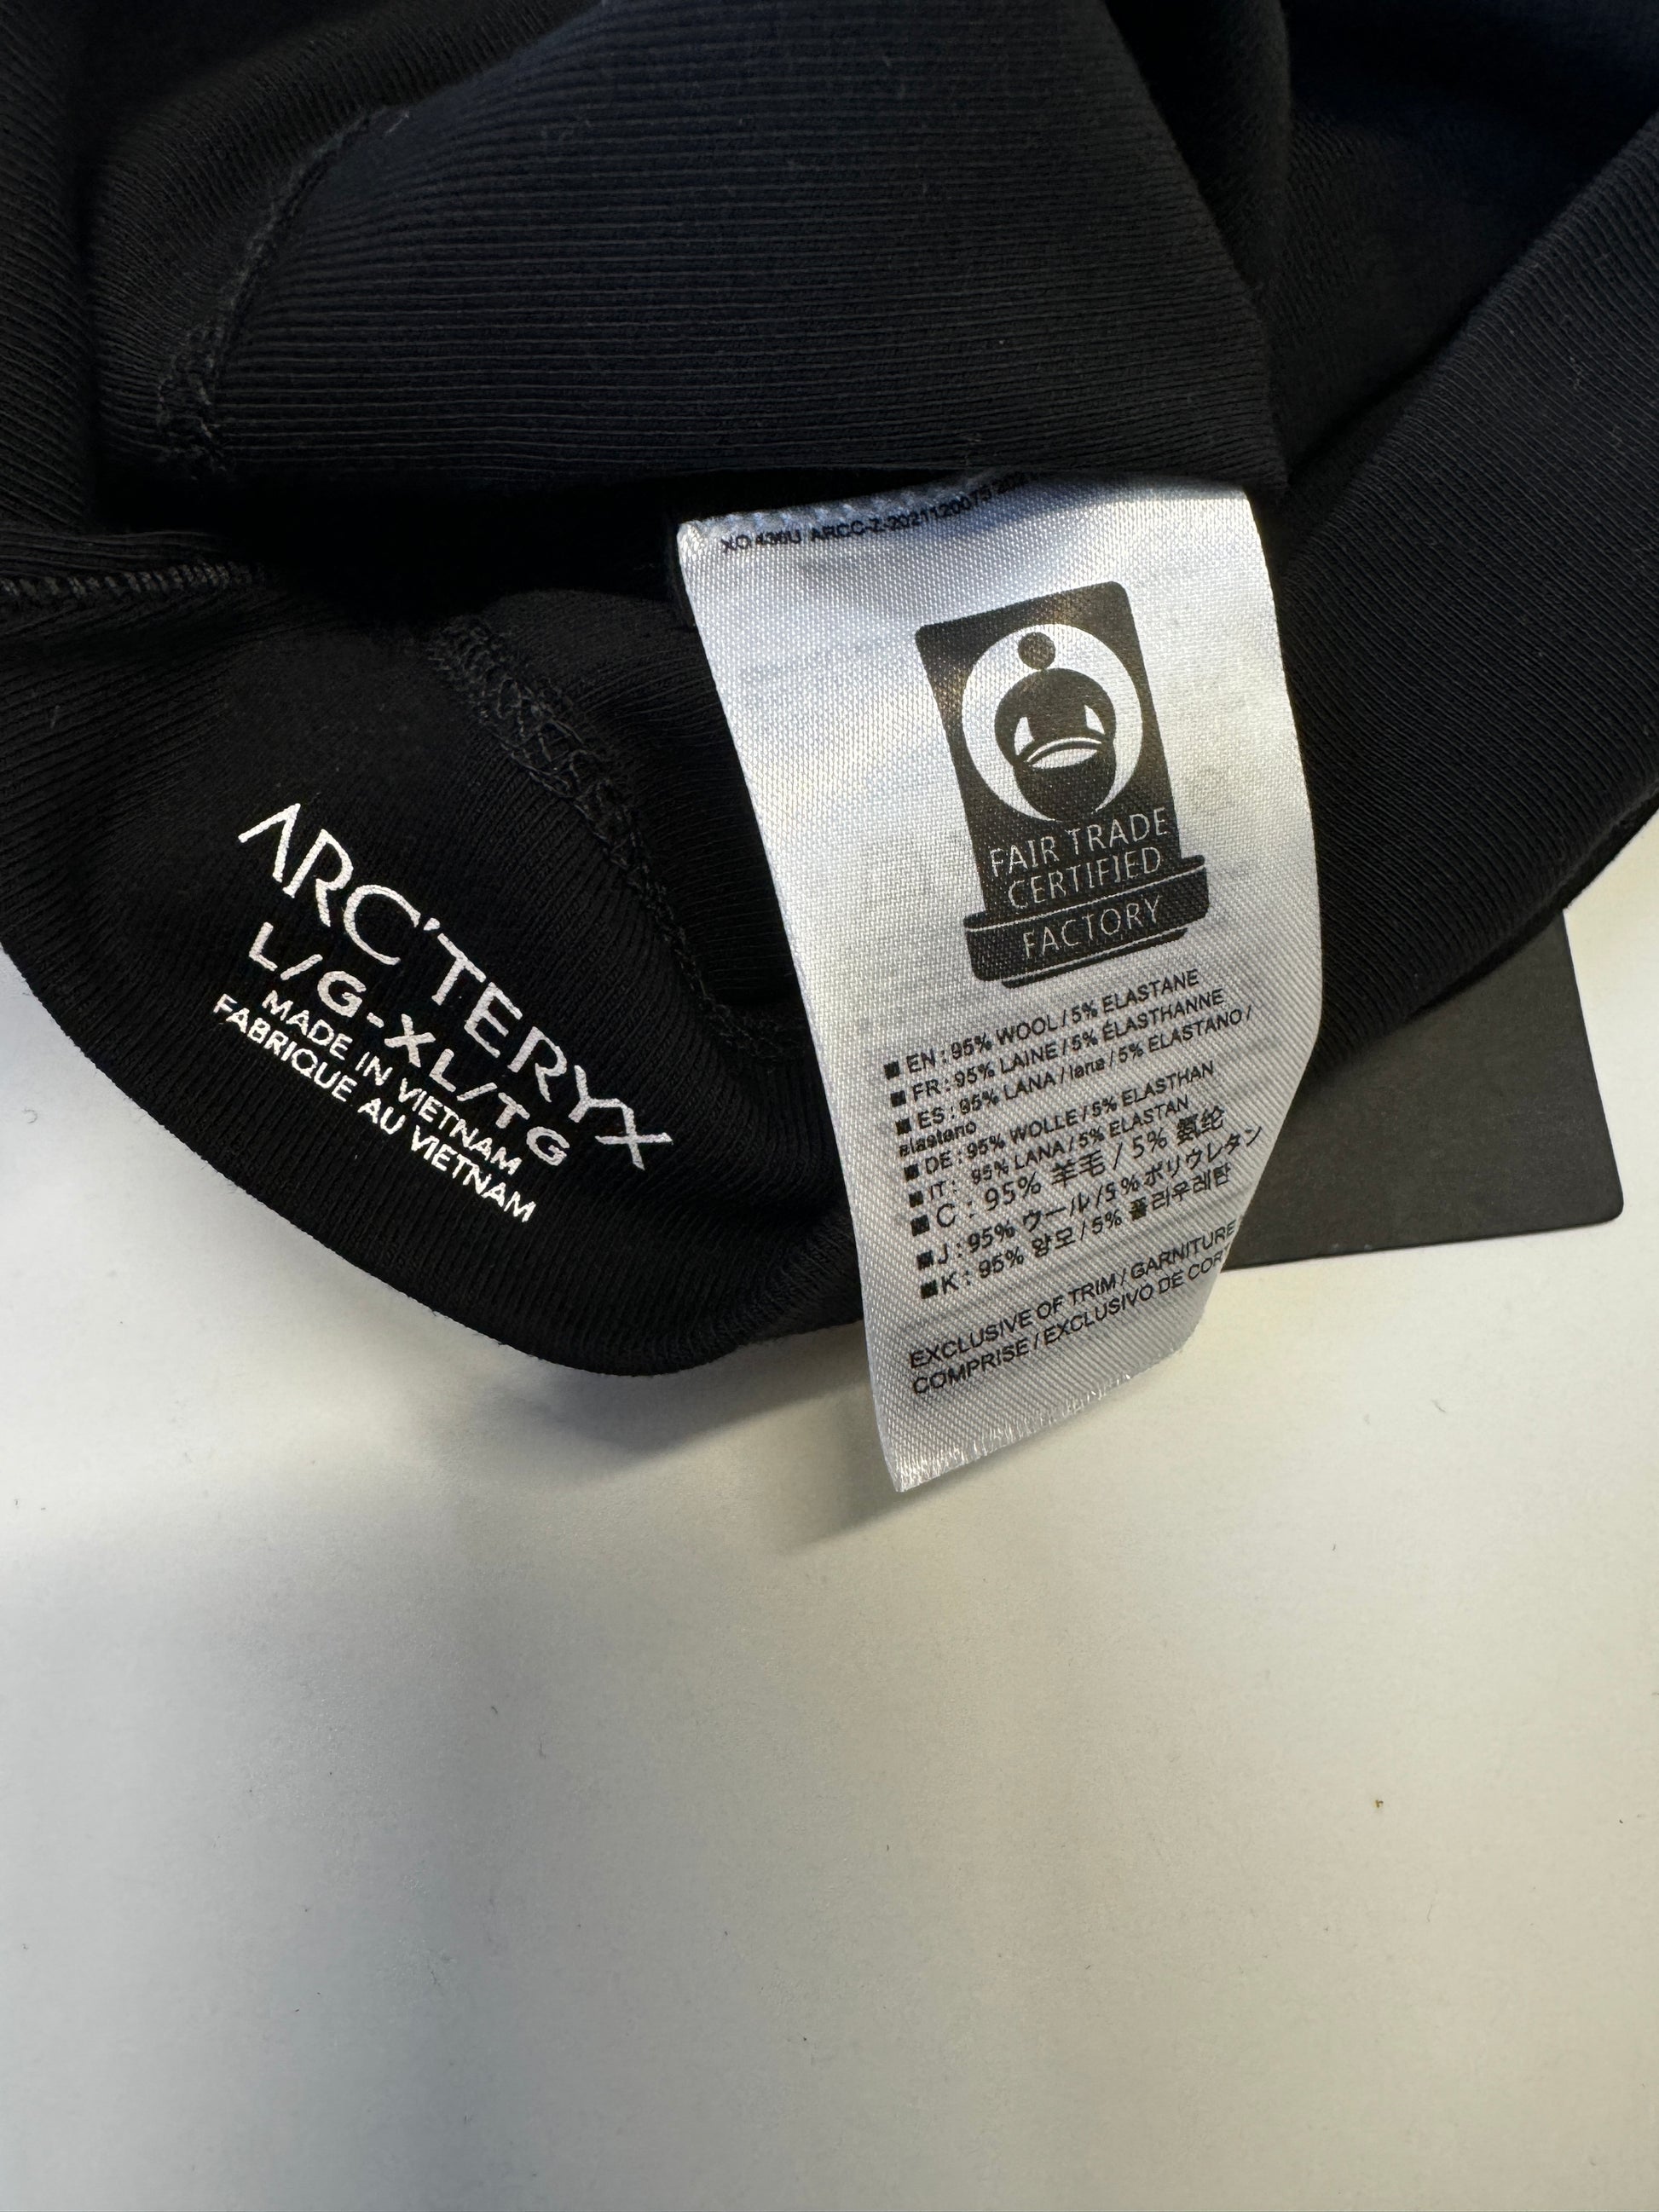 ARC'TERYX
L/G-XL/TG
MADE IN VIETNAM
FABRIQUE AU VIETNAM
FAIR TRADE
CERTIFIED
FACTORY
■ EN : 95% WOOL / 5% ELASTANE
■ FR : 95% LAINE / 5% ÉLASTHANNE
■ ES : 95% LANA / lana / 5% ELASTANO /
elastano
■ DE : 95% WOLLE / 5% ELASTHAN
■ IT : 95% LANA / 5% ELASTAN
■ C : 95% 羊毛 / 5% 氨纶
■ J : 95% ウール /5% ポリウレタン
■ K : 95% 양모 / 5% 폴리우레탄
EXCLUSIVE OF TRIM / GARNITURE
COMPRISE / EXCLUSIVO DE